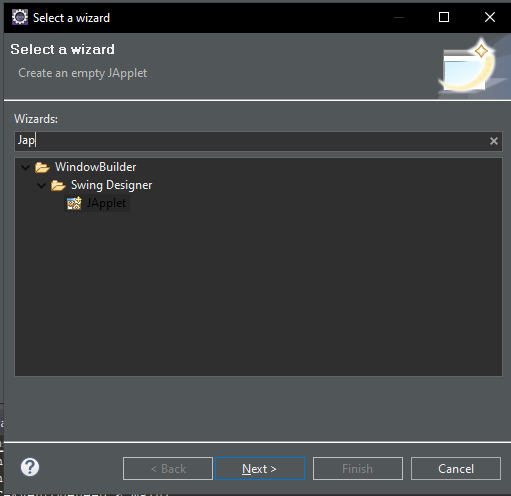 Select a wizard
Select a wizard
Create an empty JApplet
Wizards:
Jap
WindowBuilder
Swing Designer
JApplet
< Back
Next >
Finish
Cancel